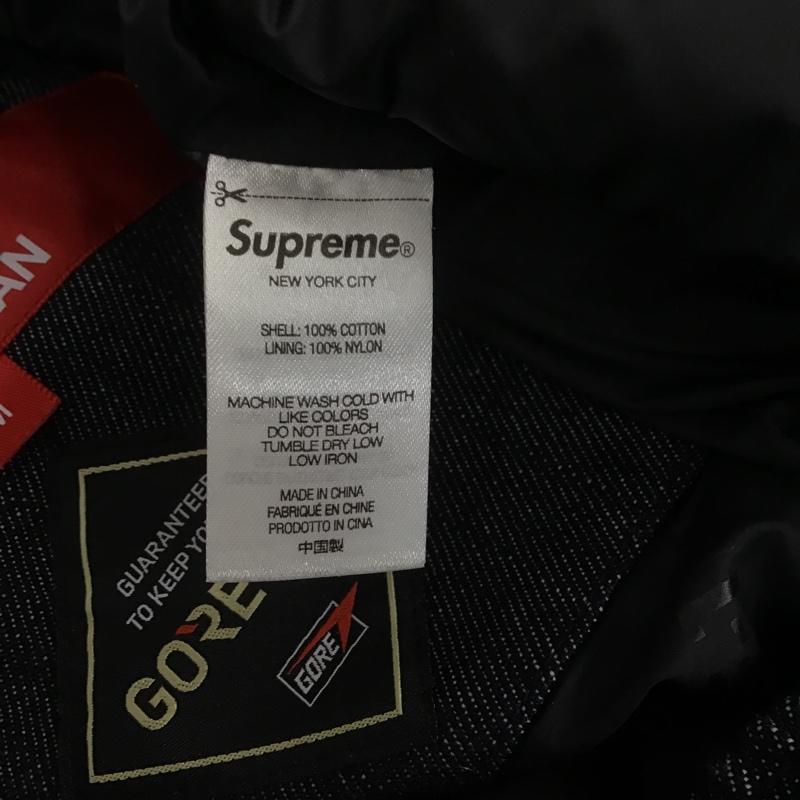 AN
M
Supreme®
NEW YORK CITY
SHELL: 100% COTTON
LINING: 100% NYLON
MACHINE WASH COLD WITH
LIKE COLORS
DO NOT BLEACH
TUMBLE DRY LOW
LOW IRON
MADE IN CHINA
FABRIQUÉ EN CHINE
PRODOTTO IN CINA
中国製
GUARANTEED
TO KEEP YO
GORE
GORE